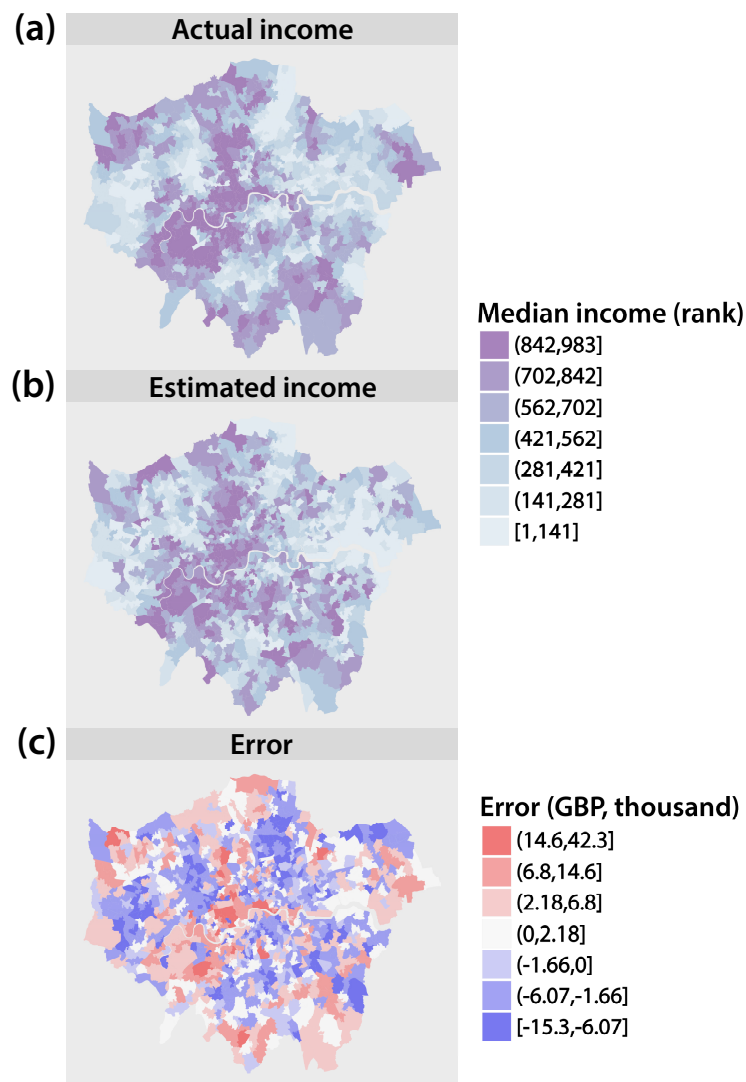 (a)
Actual income
Median income (rank)
(842,983]
(702,842]
(562,702]
(421,562]
(281,421]
(141,281]
[1,141]
(b)
Estimated income
(c)
Error
Error (GBP, thousand)
(14.6,42.3]
(6.8,14.6]
(2.18,6.8]
(0,2.18]
(-1.66,0]
(-6.07,-1.66]
[-15.3,-6.07]